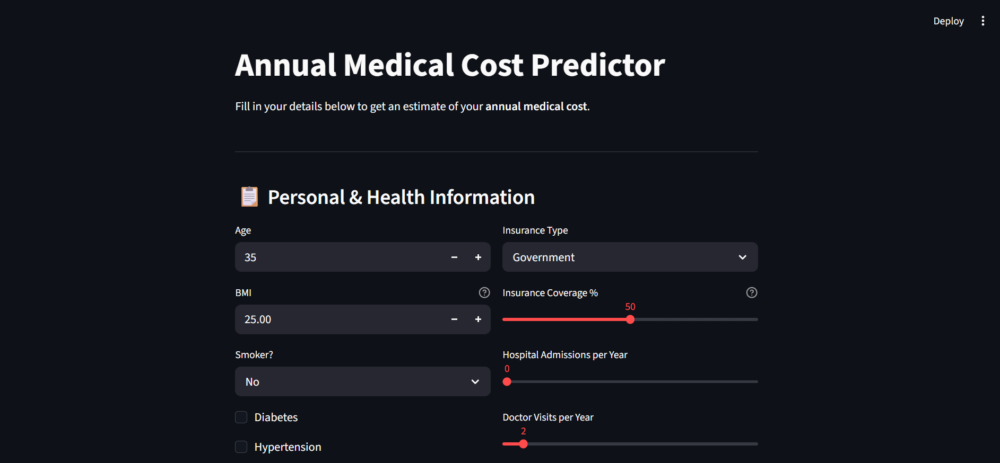 Deploy
Annual Medical Cost Predictor
Fill in your details below to get an estimate of your annual medical cost.
Personal & Health Information
Age
35
Insurance Type
Government
BMI
25.00
Insurance Coverage %
50
Smoker?
No
Hospital Admissions per Year
0
Diabetes
Hypertension
Doctor Visits per Year
2